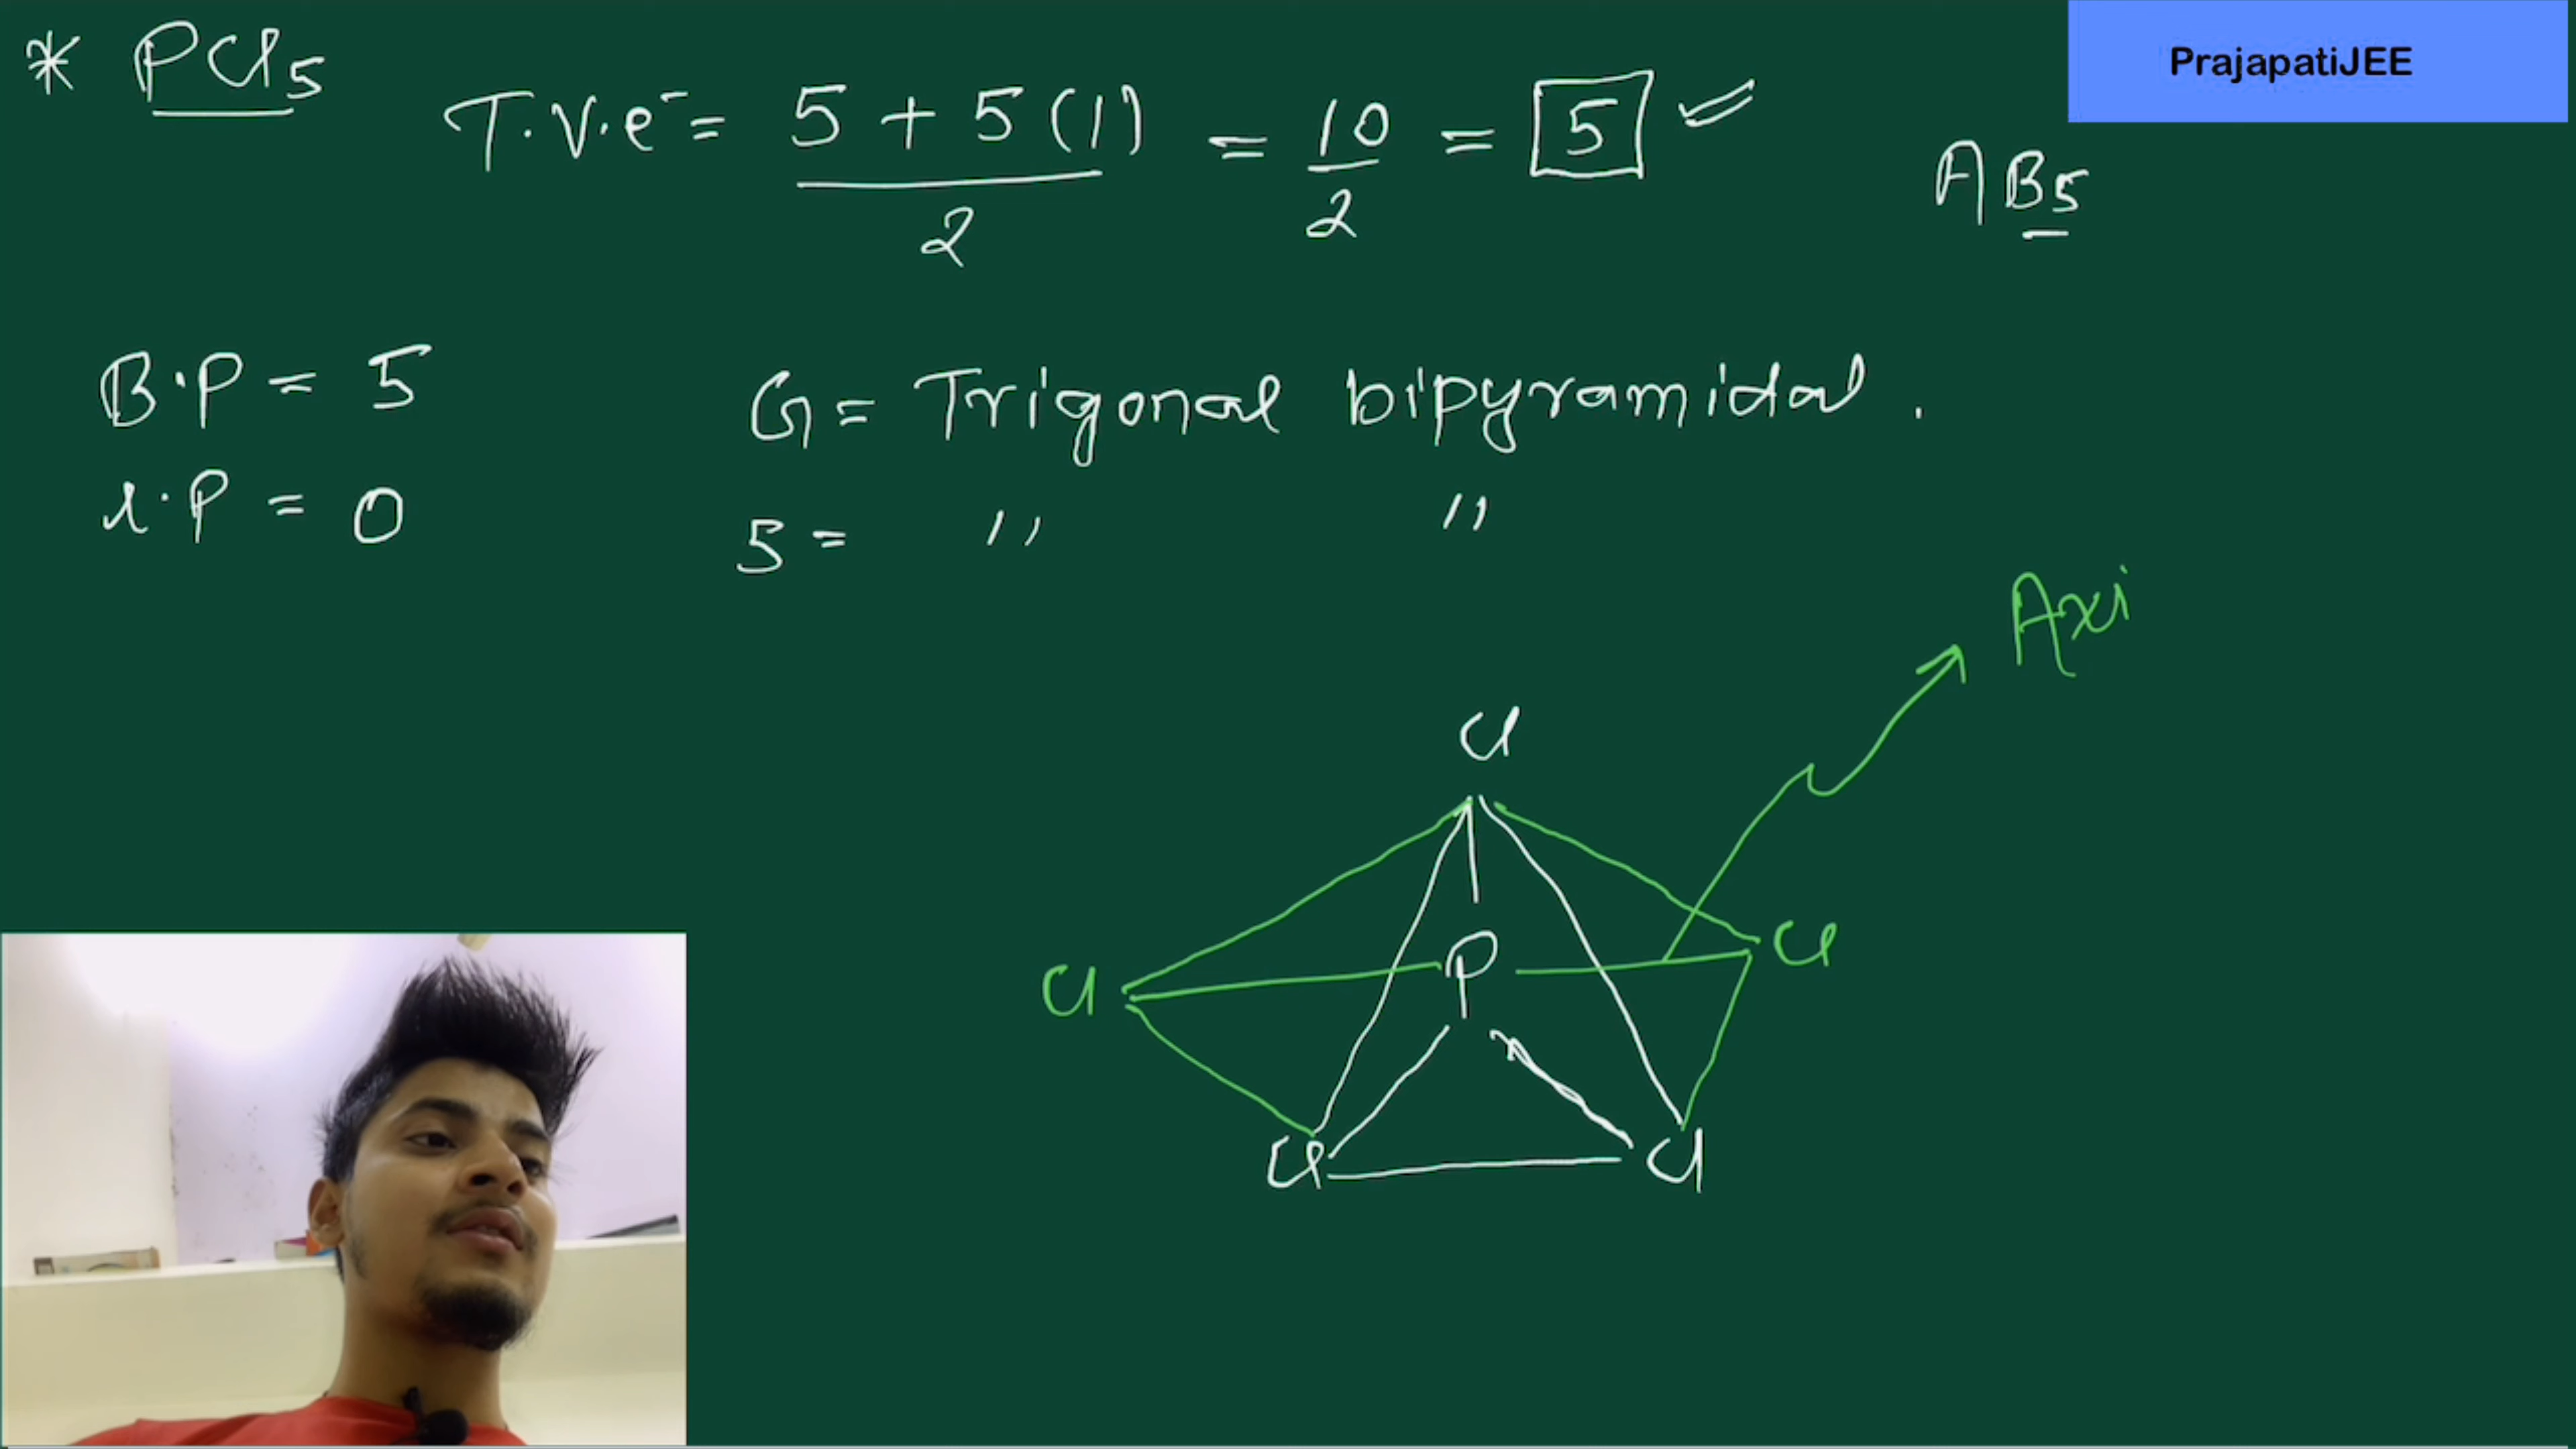 * PCl5
PrajapatiJEE
T.V.e- = 5 + 5(1) / 2 = 10 / 2 = 5 ✓
AB5
B.P = 5
G = Trigonal bipyramidal.
l.P = 0
S = " "
Axi
Cl
Cl P Cl
Cl Cl